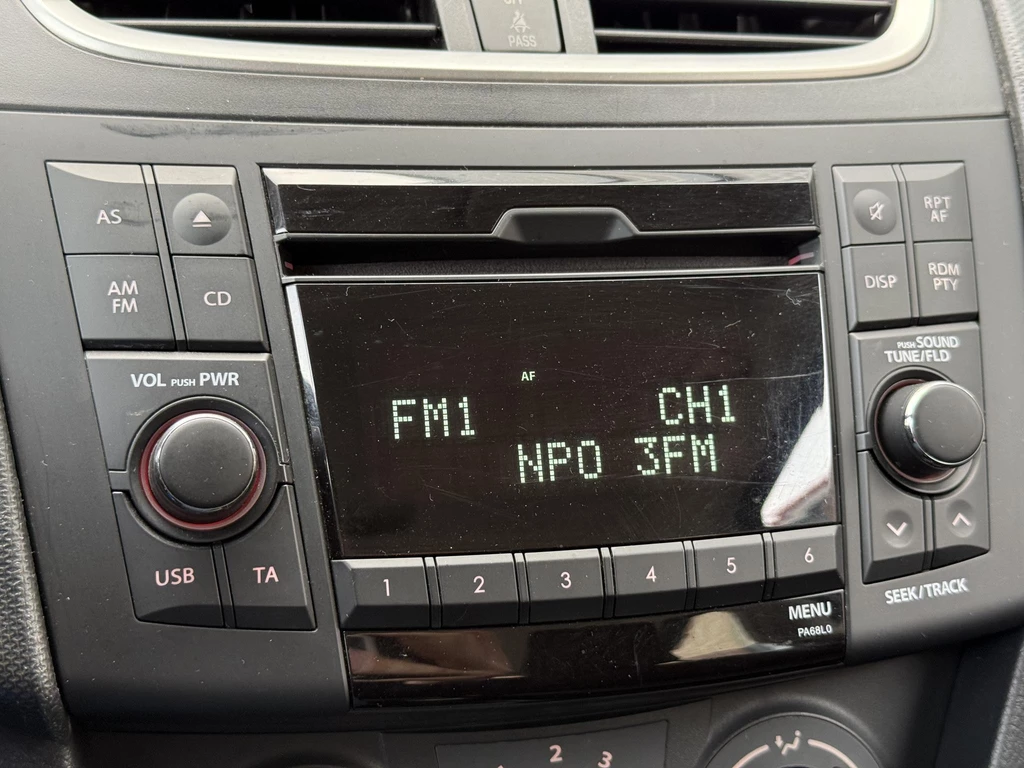 PASS
AS
AM
FM
CD
VOL PUSH PWR
USB
TA
AF
FM1 CH1
NPO 3FM
1 2 3 4 5 6
MENU
PA68L0
RPT
AF
DISP
RDM
PTY
PUSH SOUND
TUNE/FLD
SEEK/TRACK
2 3